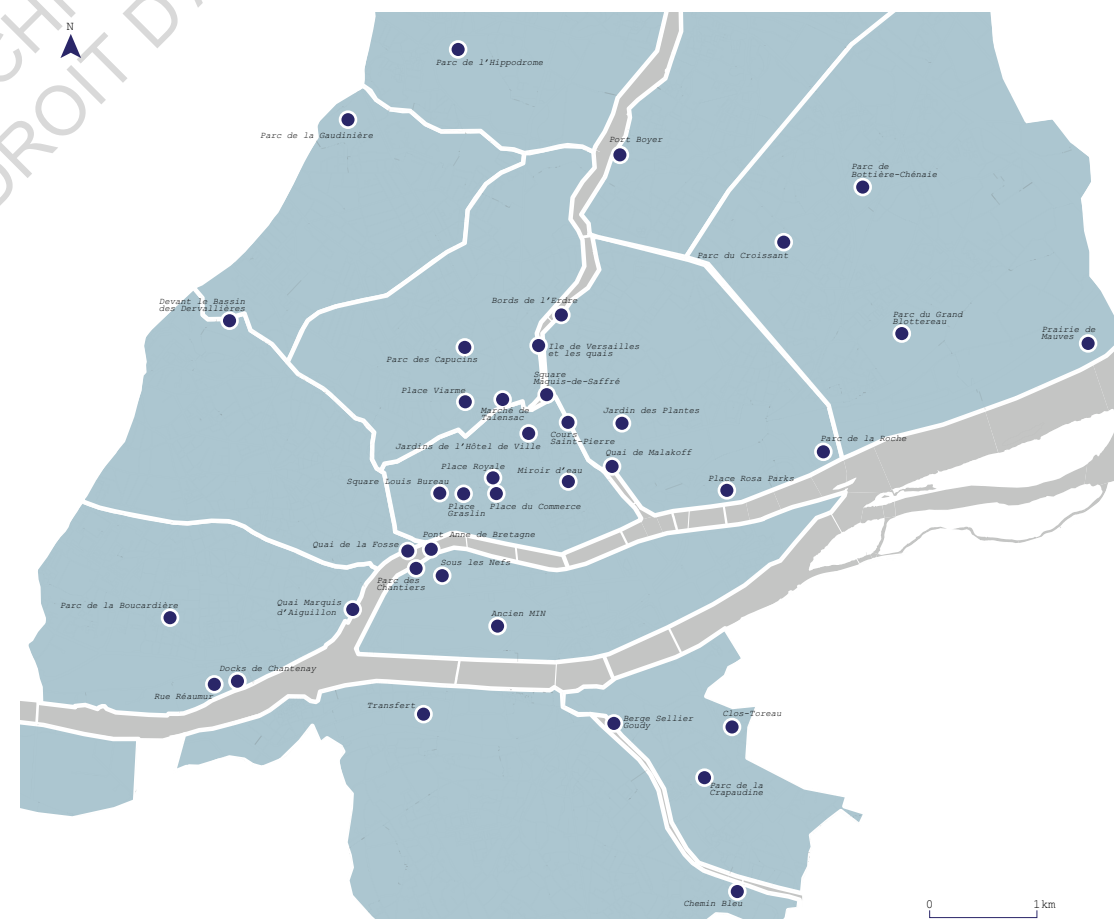 N
Parc de l'Hippodrome
Parc de la Gaudinière
Port Boyer
Parc de
Bottière-Chénaie
Parc du Croissant
Devant le Bassin
des Dervallières
Bords de l'Erdre
Parc du Grand
Blottereau
Prairie de
Mauves
Ile de Versailles
et les quais
Parc des Capucins
Square
Maquis-de-Saffré
Place Viarme
Marché de
Talensac
Jardin des Plantes
Cours
Saint-Pierre
Jardins de l'Hôtel de Ville
Parc de la Roche
Quai de Malakoff
Place Royale
Miroir d'eau
Square Louis Bureau
Place Rosa Parks
Place
Graslin
Place du Commerce
Pont Anne de Bretagne
Quai de la Fosse
Sous les Nefs
Parc des
Chantiers
Quai Marquis
d'Aiguillon
Parc de la Boucardière
Ancien MIN
Docks de Chantenay
Rue Réaumur
Transfert
Berge Sellier
Goudy
Clos-Toreau
Parc de la
Crapaudine
Chemin Bleu
0 1km